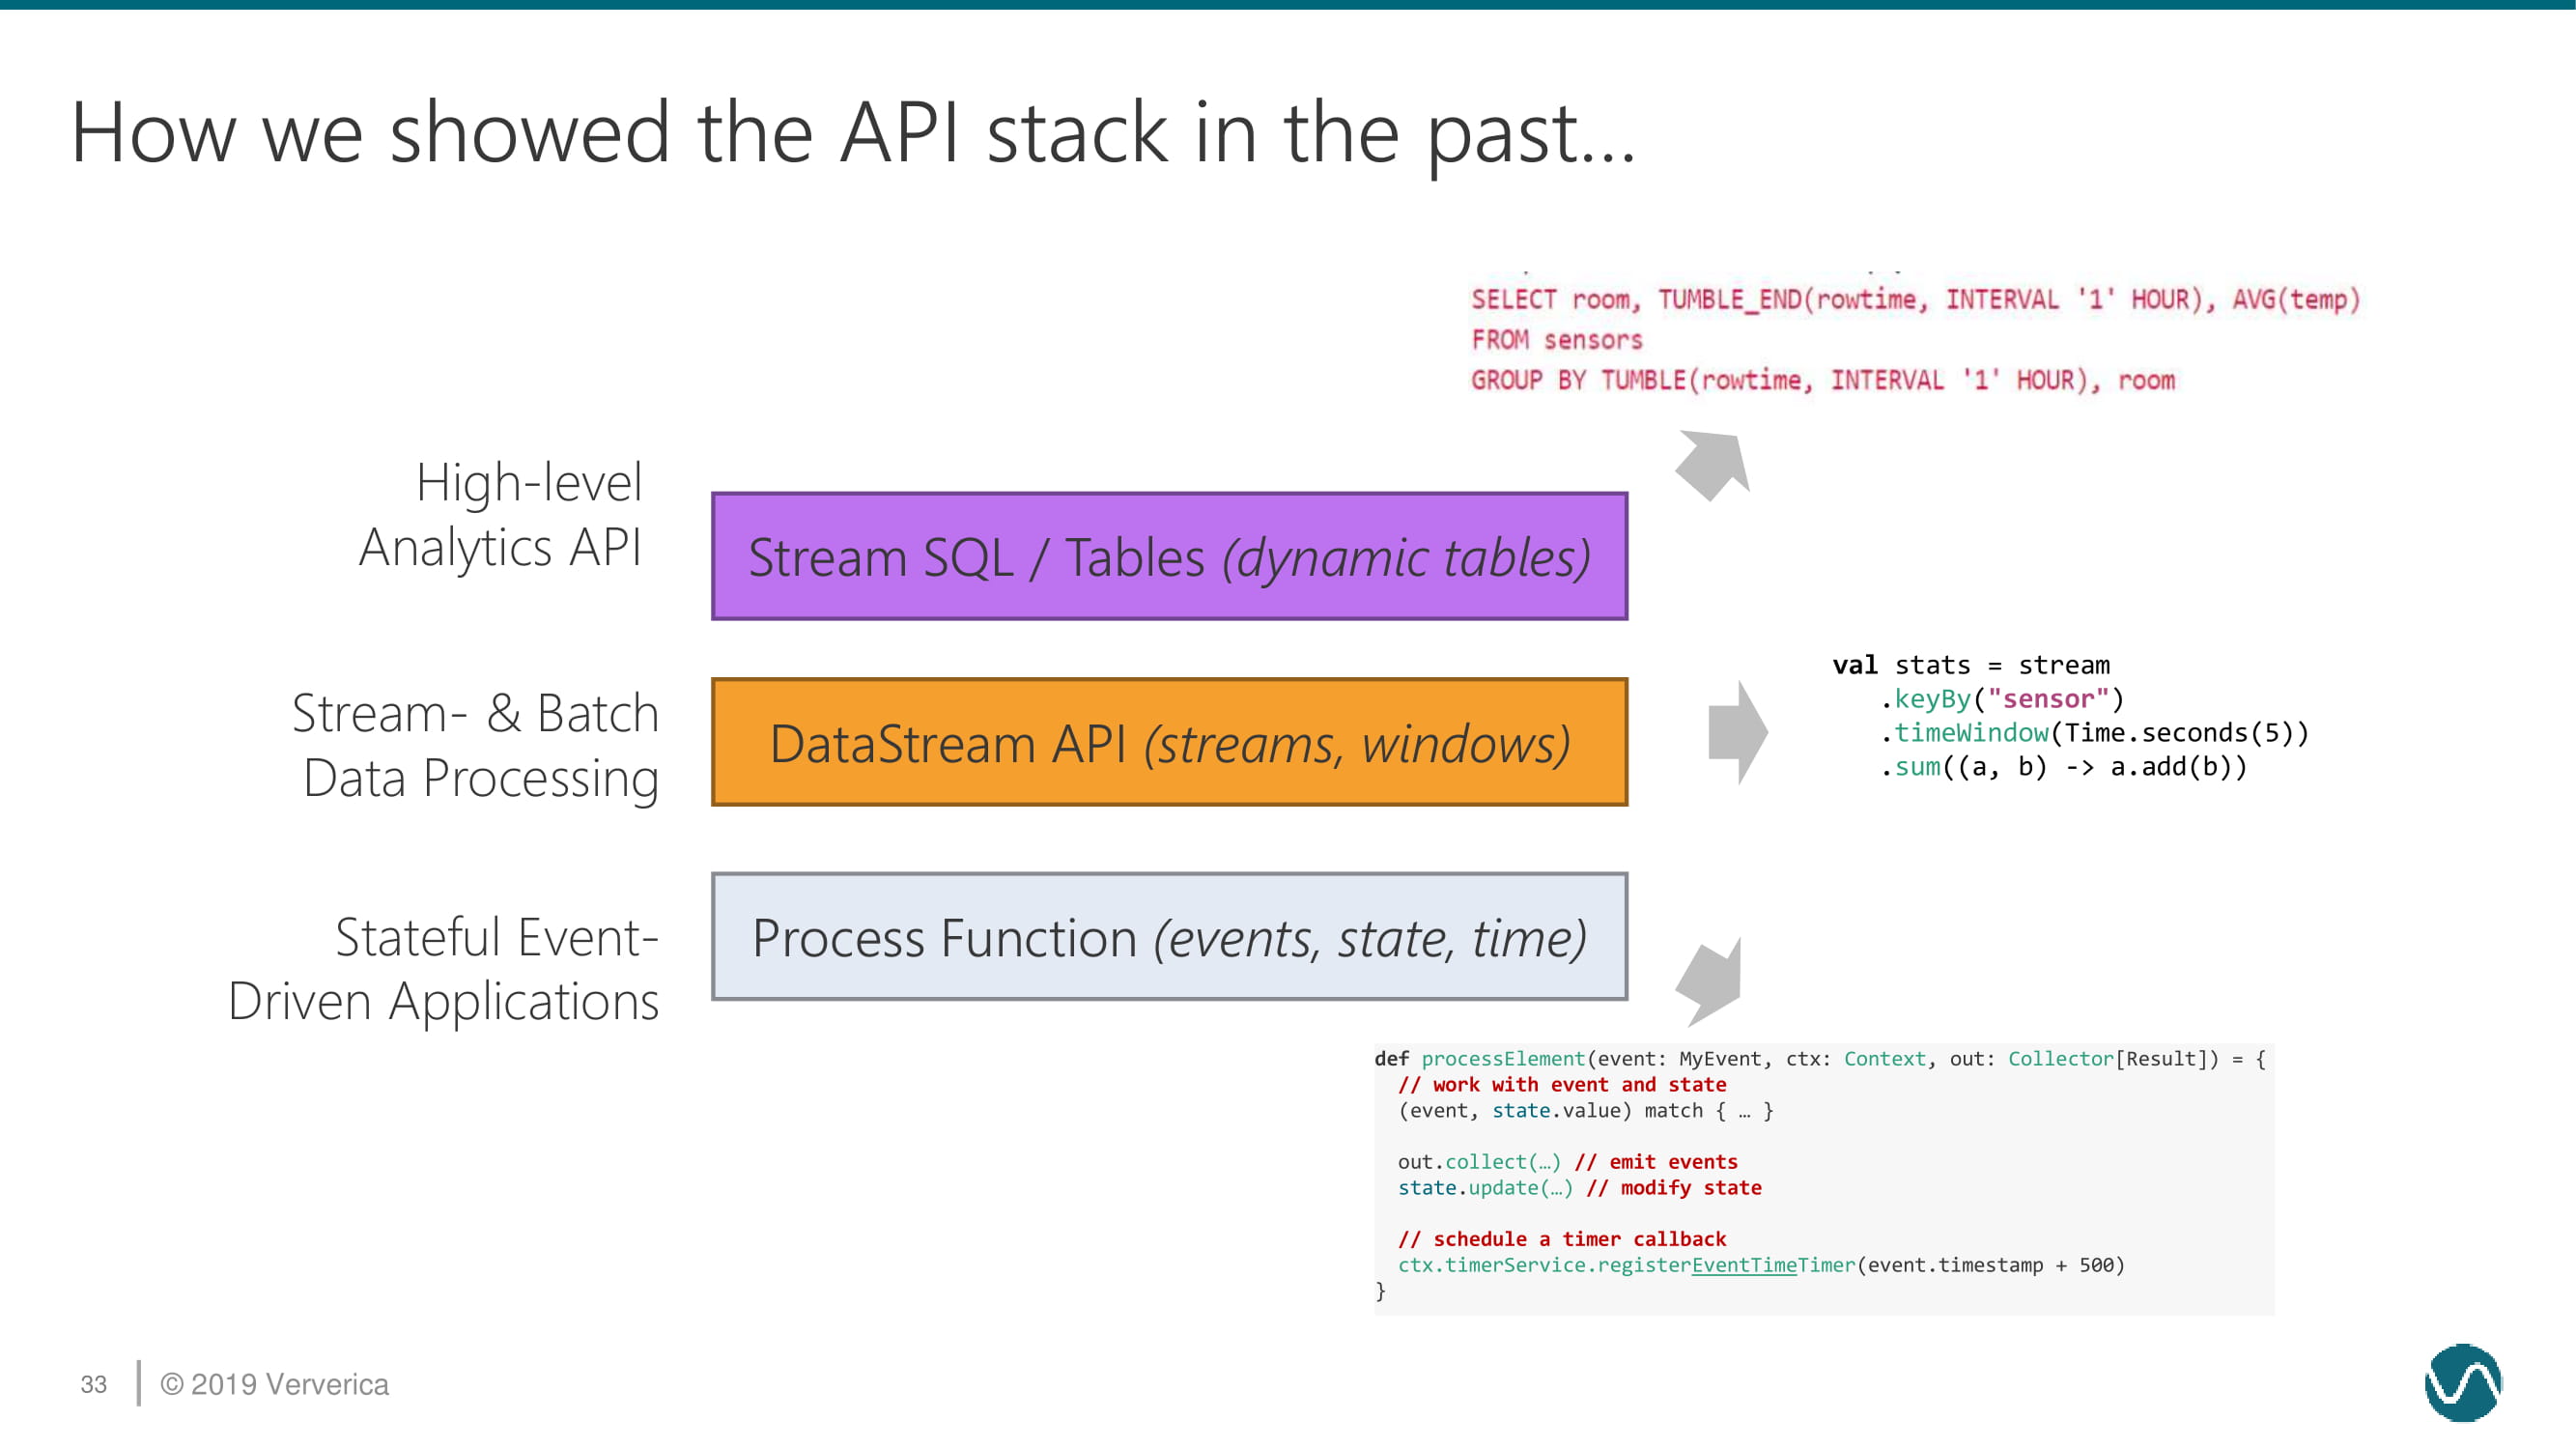 How we showed the API stack in the past...
SELECT room, TUMBLE_END(rowtime, INTERVAL '1' HOUR), AVG(temp)
FROM sensors
GROUP BY TUMBLE(rowtime, INTERVAL '1' HOUR), room
High-level
Analytics API
Stream SQL / Tables (dynamic tables)
Stream- & Batch
Data Processing
DataStream API (streams, windows)
val stats = stream
.keyBy("sensor")
.timeWindow(Time.seconds(5))
.sum((a, b) -> a.add(b))
Stateful Event-
Driven Applications
Process Function (events, state, time)
def processElement(event: MyEvent, ctx: Context, out: Collector[Result]) = {
// work with event and state
(event, state.value) match { … }
out.collect(…) // emit events
state.update(…) // modify state
// schedule a timer callback
ctx.timerService.registerEventTimeTimer(event.timestamp + 500)
}
33
© 2019 Ververica